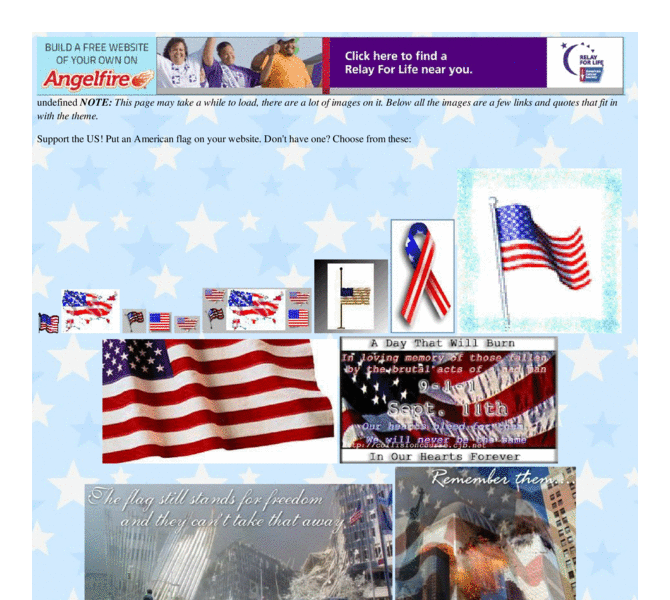 BUILD A FREE WEBSITE
OF YOUR OWN ON
Angelfire
Click here to find a
Relay For Life near you.
RELAY
FOR LIFE
undefined NOTE: This page may take a while to load, there are a lot of images on it. Below all the images are a few links and quotes that fit in
with the theme.
Support the US! Put an American flag on your website. Don't have one? Choose from these:
A Day That Will Burn
In loving memory of those fallen
by the brutal acts of a mad man
9-1-1
Sept. 11th
Our hearts bleed for them
We will never be the same
http://collisioncourse.cjb.net
In Our Hearts Forever
The flag still stands for freedom
and they can't take that away
Remember them...